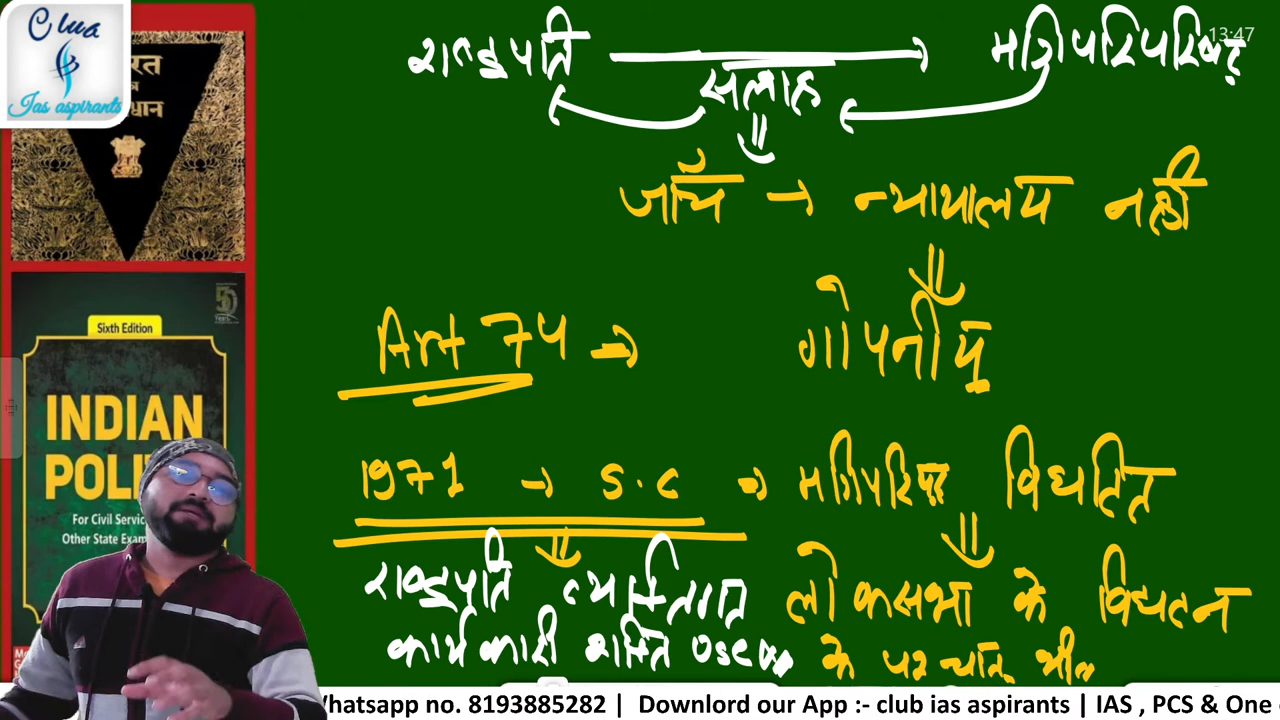 Club
Ias aspirants
रत
का
धान
Sixth Edition
INDIAN
POLI
For Civil Servic
Other State Exam
13:47
राष्ट्रपति → मंत्रिपरिषद्
सलाह
जाँच → न्यायालय नहीं
Art 74 → गोपनीय
1971 → S.C → मंत्रिपरिषद विघटित
राष्ट्रपति व्यक्तिगत लोकसभा के विघटन
कार्यकारी शक्ति के पश्चात् भी
Whatsapp no. 8193885282 | Downlord our App :- club ias aspirants | IAS , PCS & One